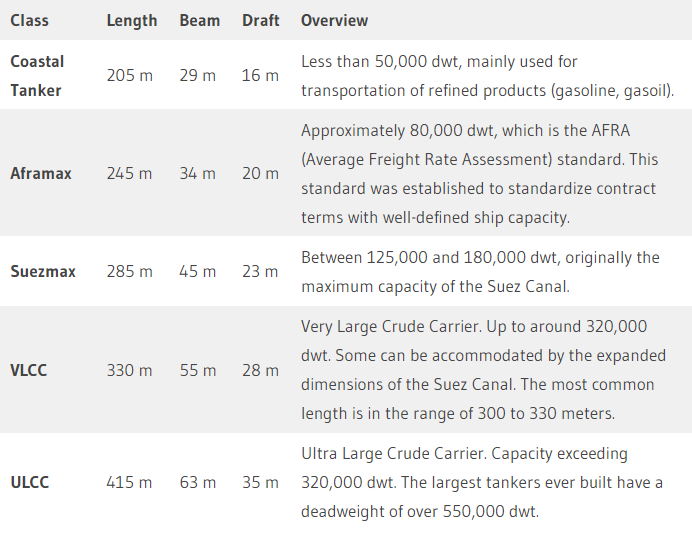 Class Length Beam Draft Overview
Coastal Tanker 205 m 29 m 16 m Less than 50,000 dwt, mainly used for
transportation of refined products (gasoline, gasoil).
Aframax 245 m 34 m 20 m Approximately 80,000 dwt, which is the AFRA
(Average Freight Rate Assessment) standard. This
standard was established to standardize contract
terms with well-defined ship capacity.
Suezmax 285 m 45 m 23 m Between 125,000 and 180,000 dwt, originally the
maximum capacity of the Suez Canal.
VLCC 330 m 55 m 28 m Very Large Crude Carrier. Up to around 320,000
dwt. Some can be accommodated by the expanded
dimensions of the Suez Canal. The most common
length is in the range of 300 to 330 meters.
ULCC 415 m 63 m 35 m Ultra Large Crude Carrier. Capacity exceeding
320,000 dwt. The largest tankers ever built have a
deadweight of over 550,000 dwt.